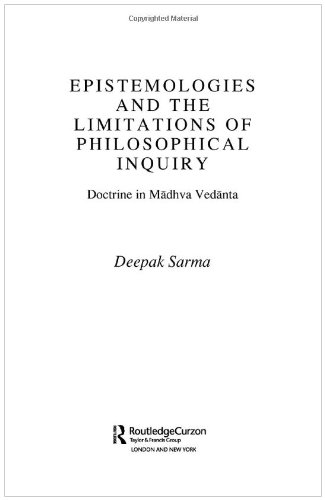 Copyrighted Material
EPISTEMOLOGIES
AND THE
LIMITATIONS OF
PHILOSOPHICAL
INQUIRY
Doctrine in Mādhva Vedānta
Deepak Sarma
R
RoutledgeCurzon
Taylor & Francis Group
LONDON AND NEW YORK